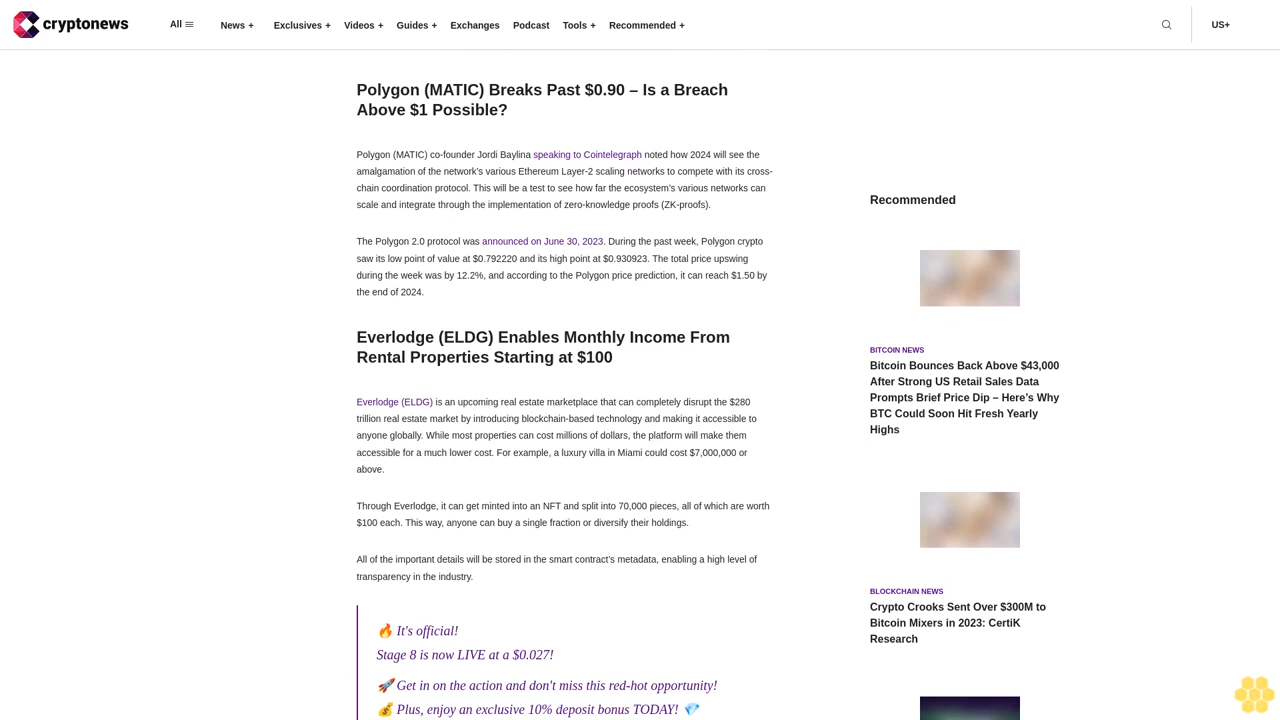 cryptonews
All
News +
Exclusives +
Videos +
Guides +
Exchanges
Podcast
Tools +
Recommended +
US+
Polygon (MATIC) Breaks Past $0.90 – Is a Breach
Above $1 Possible?
Polygon (MATIC) co-founder Jordi Baylina speaking to Cointelegraph noted how 2024 will see the
amalgamation of the network’s various Ethereum Layer-2 scaling networks to compete with its cross-
chain coordination protocol. This will be a test to see how far the ecosystem’s various networks can
scale and integrate through the implementation of zero-knowledge proofs (ZK-proofs).
The Polygon 2.0 protocol was announced on June 30, 2023. During the past week, Polygon crypto
saw its low point of value at $0.792220 and its high point at $0.930923. The total price upswing
during the week was by 12.2%, and according to the Polygon price prediction, it can reach $1.50 by
the end of 2024.
Everlodge (ELDG) Enables Monthly Income From
Rental Properties Starting at $100
Everlodge (ELDG) is an upcoming real estate marketplace that can completely disrupt the $280
trillion real estate market by introducing blockchain-based technology and making it accessible to
anyone globally. While most properties can cost millions of dollars, the platform will make them
accessible for a much lower cost. For example, a luxury villa in Miami could cost $7,000,000 or
above.
Through Everlodge, it can get minted into an NFT and split into 70,000 pieces, all of which are worth
$100 each. This way, anyone can buy a single fraction or diversify their holdings.
All of the important details will be stored in the smart contract’s metadata, enabling a high level of
transparency in the industry.
🔥 It's official!
Stage 8 is now LIVE at a $0.027!
🚀 Get in on the action and don't miss this red-hot opportunity!
💰 Plus, enjoy an exclusive 10% deposit bonus TODAY! 💎
Recommended
BITCOIN NEWS
Bitcoin Bounces Back Above $43,000
After Strong US Retail Sales Data
Prompts Brief Price Dip – Here’s Why
BTC Could Soon Hit Fresh Yearly
Highs
BLOCKCHAIN NEWS
Crypto Crooks Sent Over $300M to
Bitcoin Mixers in 2023: CertiK
Research